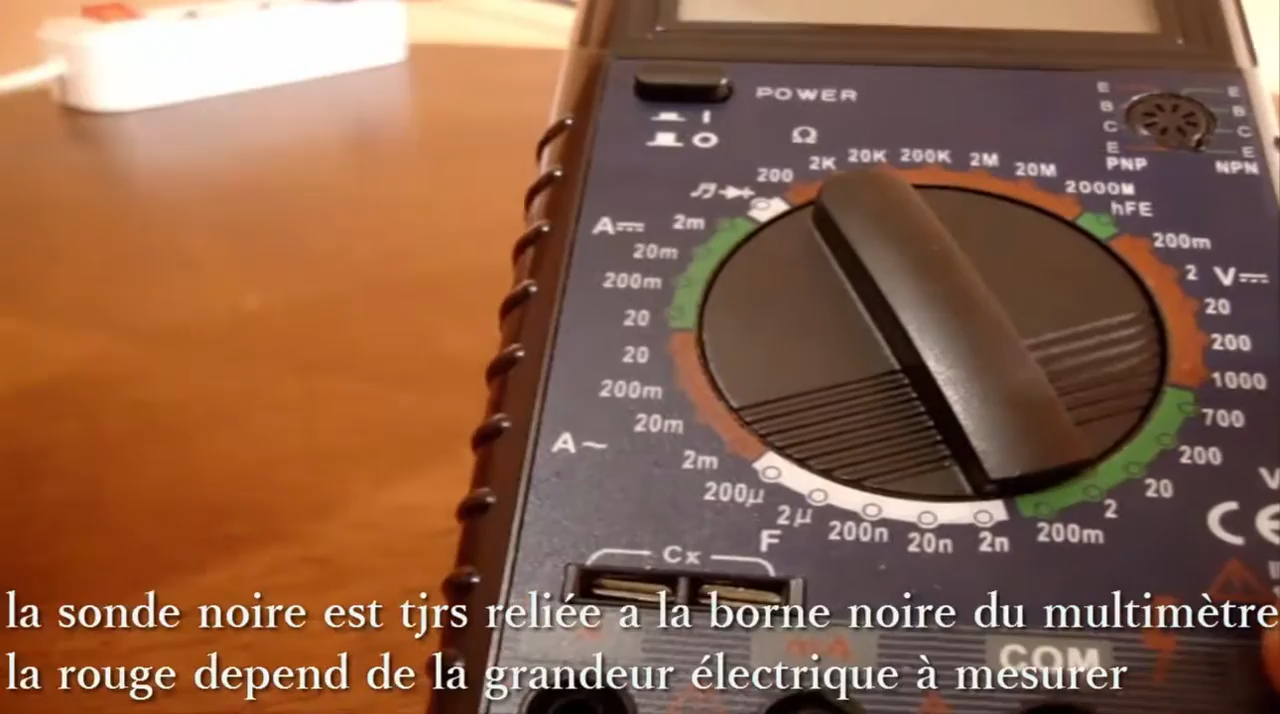 POWER
I
O
Ω
200
2K
20K
200K
2M
20M
2000M
hFE
E
B
C
E
PNP
E
B
C
E
NPN
A
2m
20m
200m
20
20
200m
20m
2m
A~
200µ
2µ
200n
20n
2n
F
Cx
200m
2
V
20
200
1000
700
200
20
2
200m
V
CE
mA
COM
la sonde noire est tjrs reliée a la borne noire du multimètre
la rouge depend de la grandeur électrique à mesurer